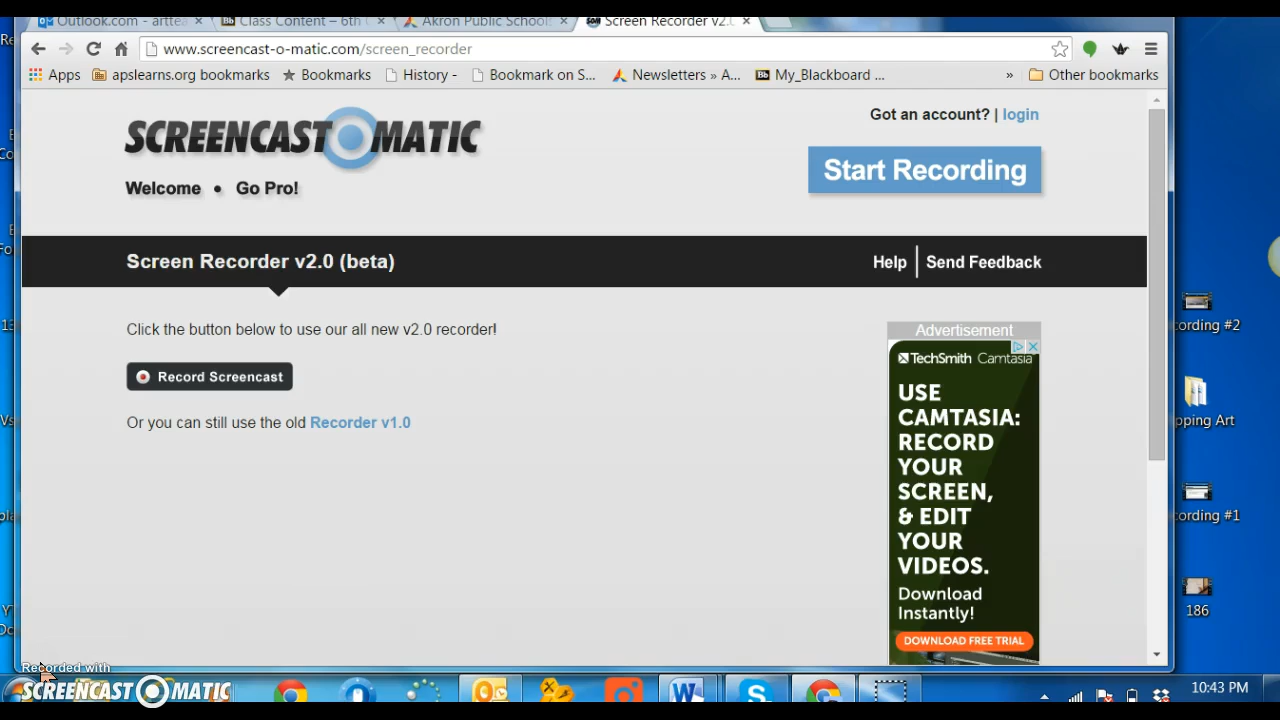 Outlook.com - arttea
Class Content – 6th
Akron Public Schools
Screen Recorder v2.0
www.screencast-o-matic.com/screen_recorder
Apps
apslearns.org bookmarks
Bookmarks
History -
Bookmark on S...
Newsletters » A...
Bb
My_Blackboard ...
»
Other bookmarks
SCREENCAST O MATIC
Got an account? | login
Start Recording
Welcome • Go Pro!
Screen Recorder v2.0 (beta)
Help
Send Feedback
Click the button below to use our all new v2.0 recorder!
Record Screencast
Or you can still use the old Recorder v1.0
Advertisement
TechSmith Camtasia
USE
CAMTASIA:
RECORD
YOUR
SCREEN,
& EDIT
YOUR
VIDEOS.
Download
Instantly!
DOWNLOAD FREE TRIAL
cording #2
pping Art
cording #1
186
Recorded with
SCREENCAST O MATIC
10:43 PM